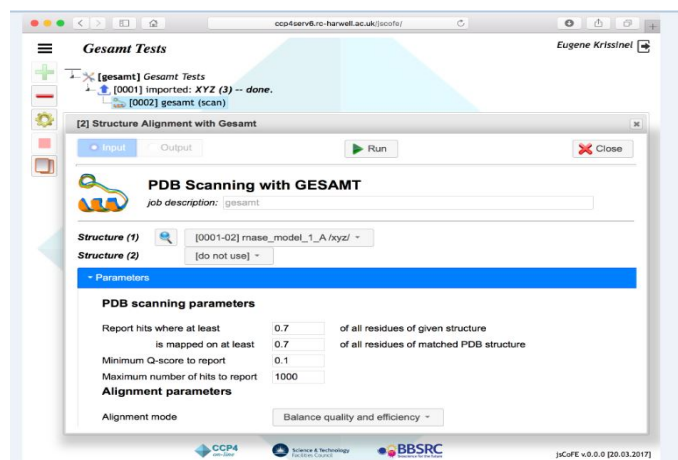 ccp4serv6.rc-harwell.ac.uk/jscofe/
Gesamt Tests
Eugene Krissinel
[gesamt] Gesamt Tests
[0001] imported: XYZ (3) -- done.
[0002] gesamt (scan)
[2] Structure Alignment with Gesamt
Input Output Run Close
PDB Scanning with GESAMT
job description: gesamt
Structure (1) [0001-02] rnase_model_1_A /xyz/
Structure (2) [do not use]
Parameters
PDB scanning parameters
Report hits where at least 0.7 of all residues of given structure
is mapped on at least 0.7 of all residues of matched PDB structure
Minimum Q-score to report 0.1
Maximum number of hits to report 1000
Alignment parameters
Alignment mode Balance quality and efficiency
CCP4 on-line Science & Technology Facilities Council BBSRC jsCoFE v.0.0.0 [20.03.2017]